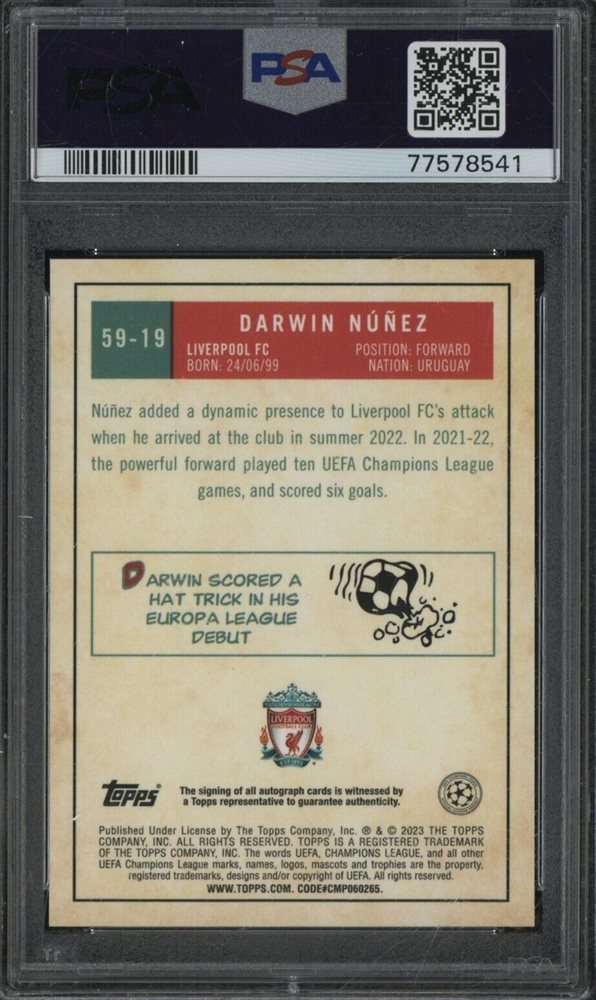 PSA
PSA
77578541
59-19
DARWIN NÚÑEZ
LIVERPOOL FC
POSITION: FORWARD
BORN: 24/06/99
NATION: URUGUAY
Núñez added a dynamic presence to Liverpool FC's attack
when he arrived at the club in summer 2022. In 2021-22,
the powerful forward played ten UEFA Champions League
games, and scored six goals.
DARWIN SCORED A
HAT TRICK IN HIS
EUROPA LEAGUE
DEBUT
LIVERPOOL
FOOTBALL CLUB
EST·1892
topps
The signing of all autograph cards is witnessed by
a Topps representative to guarantee authenticity.
Published Under License by The Topps Company, Inc. ® & © 2023 THE TOPPS
COMPANY, INC. ALL RIGHTS RESERVED. TOPPS IS A REGISTERED TRADEMARK
OF THE TOPPS COMPANY, INC. The words UEFA, CHAMPIONS LEAGUE, and all other
UEFA Champions League marks, names, logos, mascots and trophies are the property,
registered trademarks, designs and/or copyright of UEFA. All rights reserved.
WWW.TOPPS.COM. CODE#CMP060265.
PSA